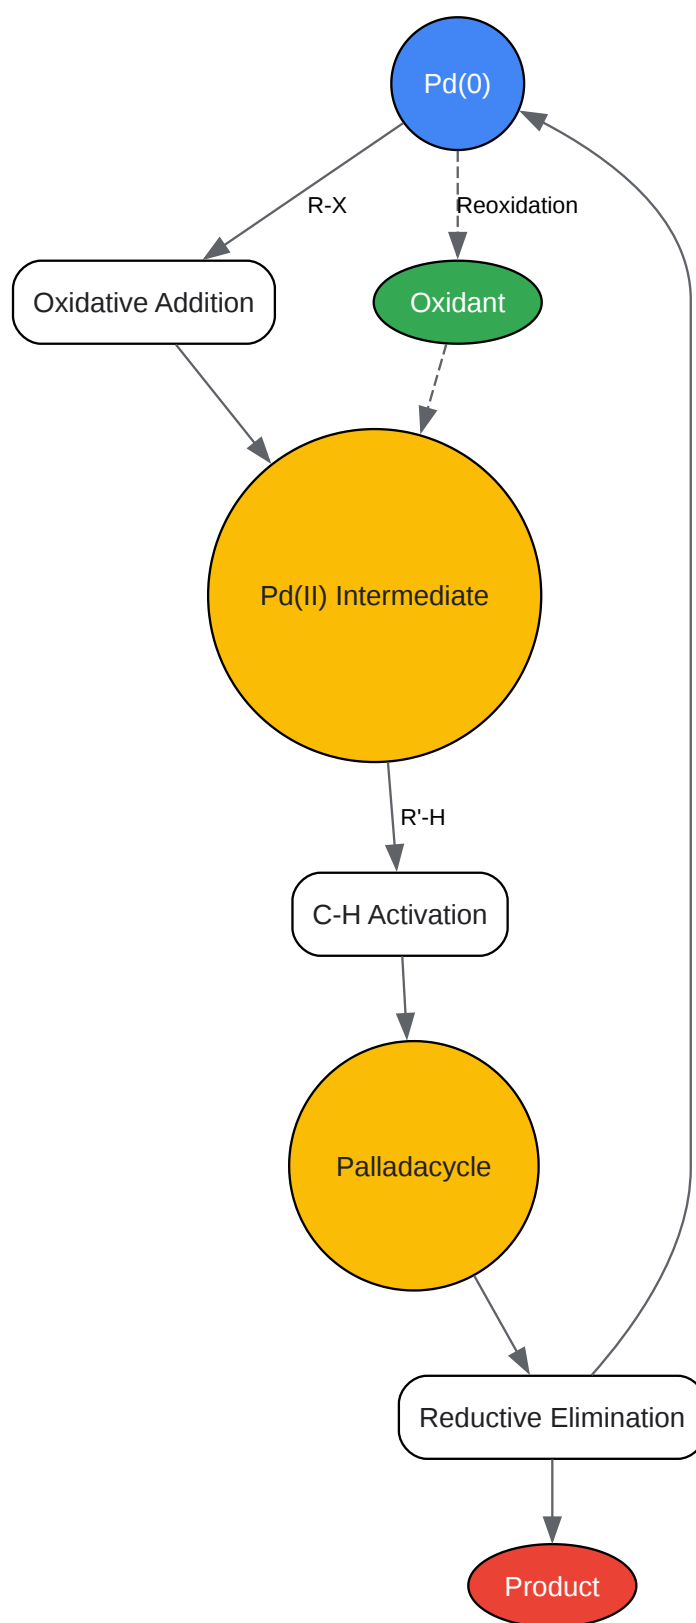 Pd(0)
R-X
Reoxidation
Oxidative Addition
Oxidant
Pd(II) Intermediate
R'-H
C-H Activation
Palladacycle
Reductive Elimination
Product